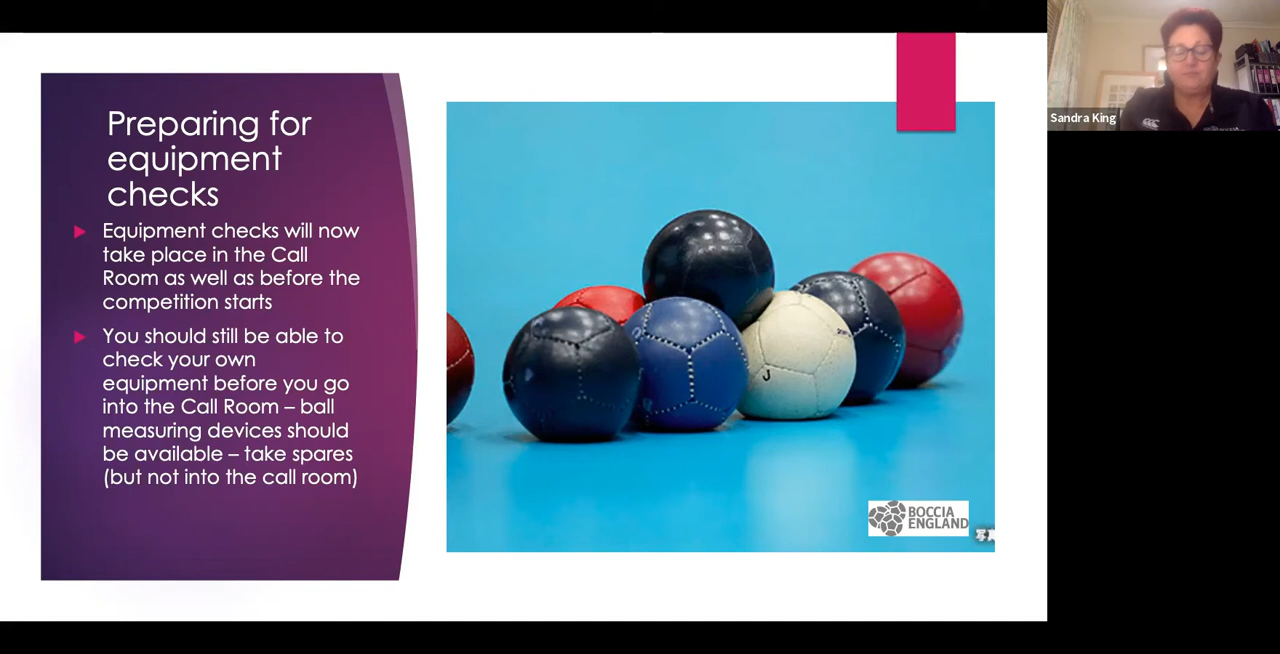 Preparing for
equipment
checks
Equipment checks will now
take place in the Call
Room as well as before the
competition starts
You should still be able to
check your own
equipment before you go
into the Call Room – ball
measuring devices should
be available – take spares
(but not into the call room)
J
BOCCIA
ENGLAND
Sandra King